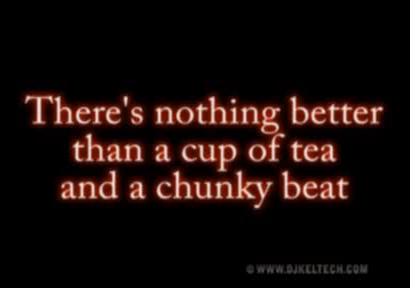 There's nothing better
than a cup of tea
and a chunky beat
© WWW.DJKELTECH.COM